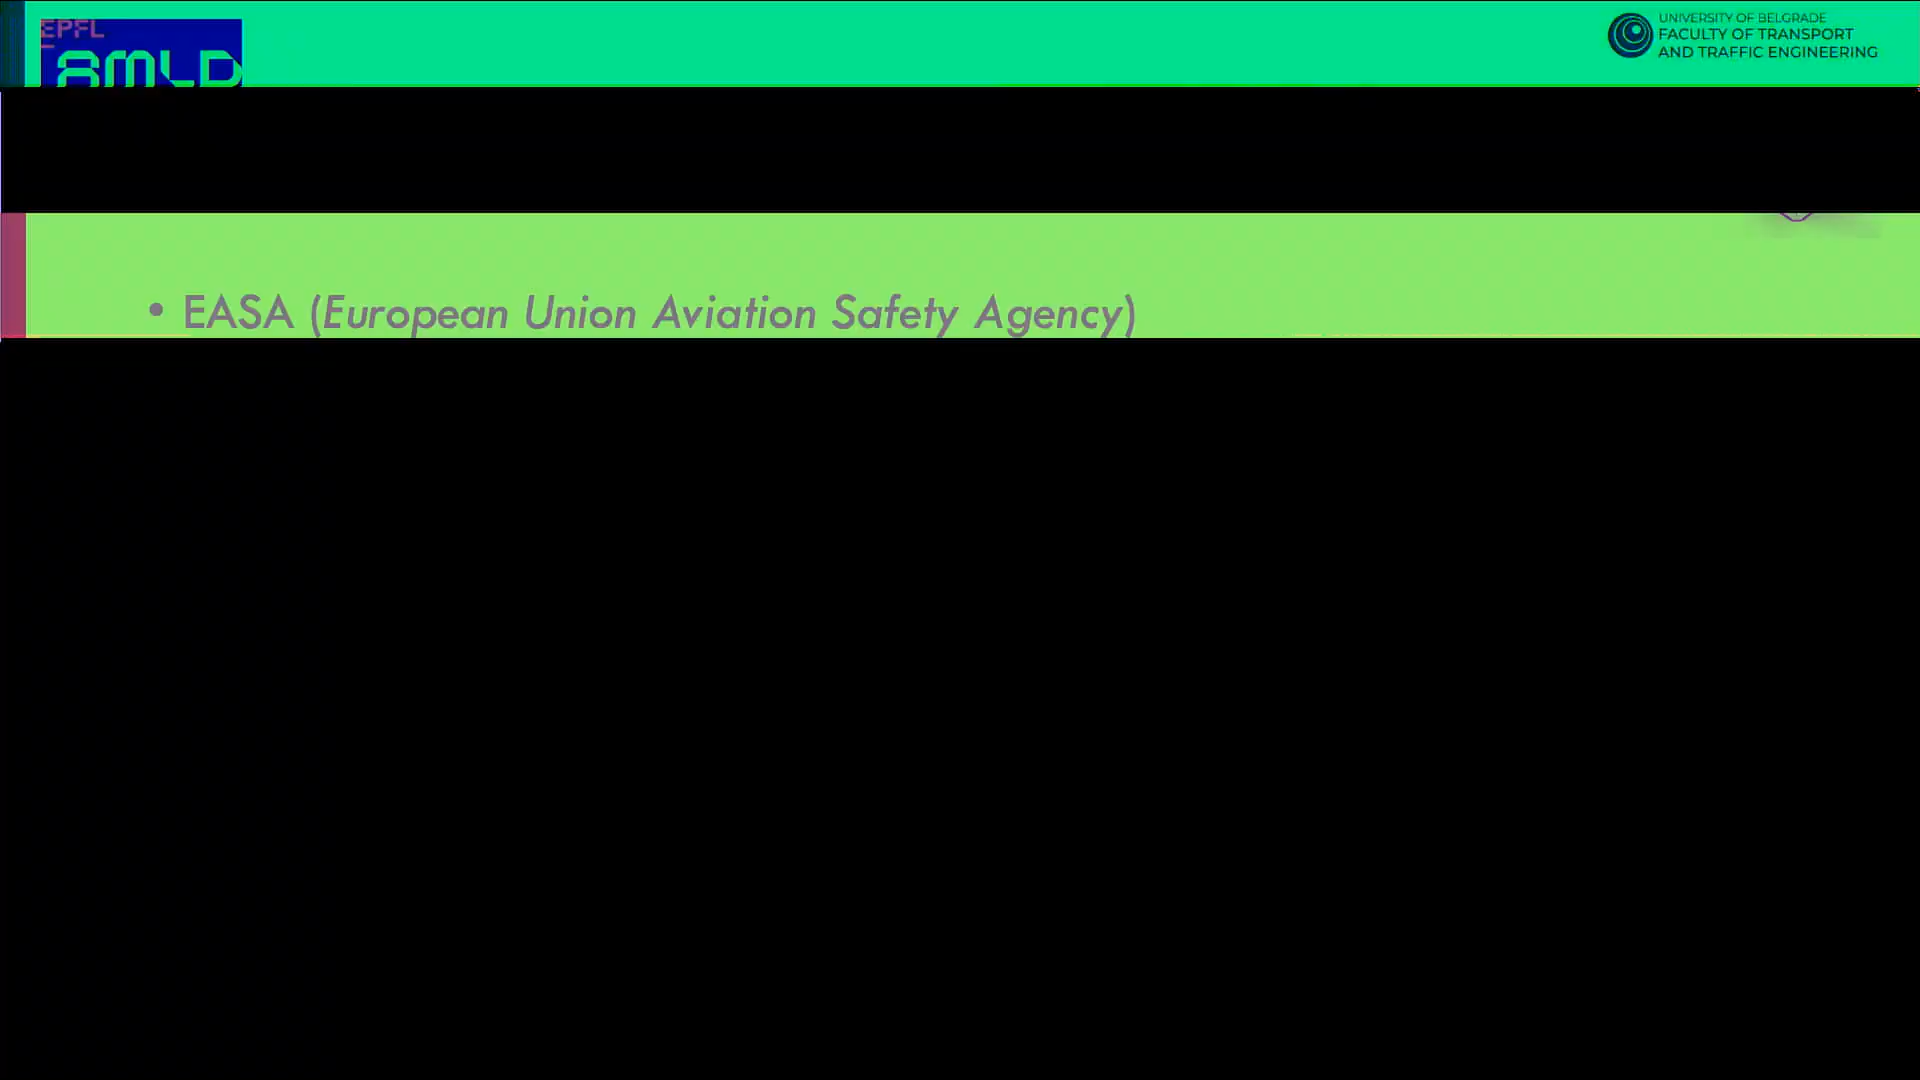 EPFL
AMLD
UNIVERSITY OF BELGRADE
FACULTY OF TRANSPORT
AND TRAFFIC ENGINEERING
• EASA (European Union Aviation Safety Agency)